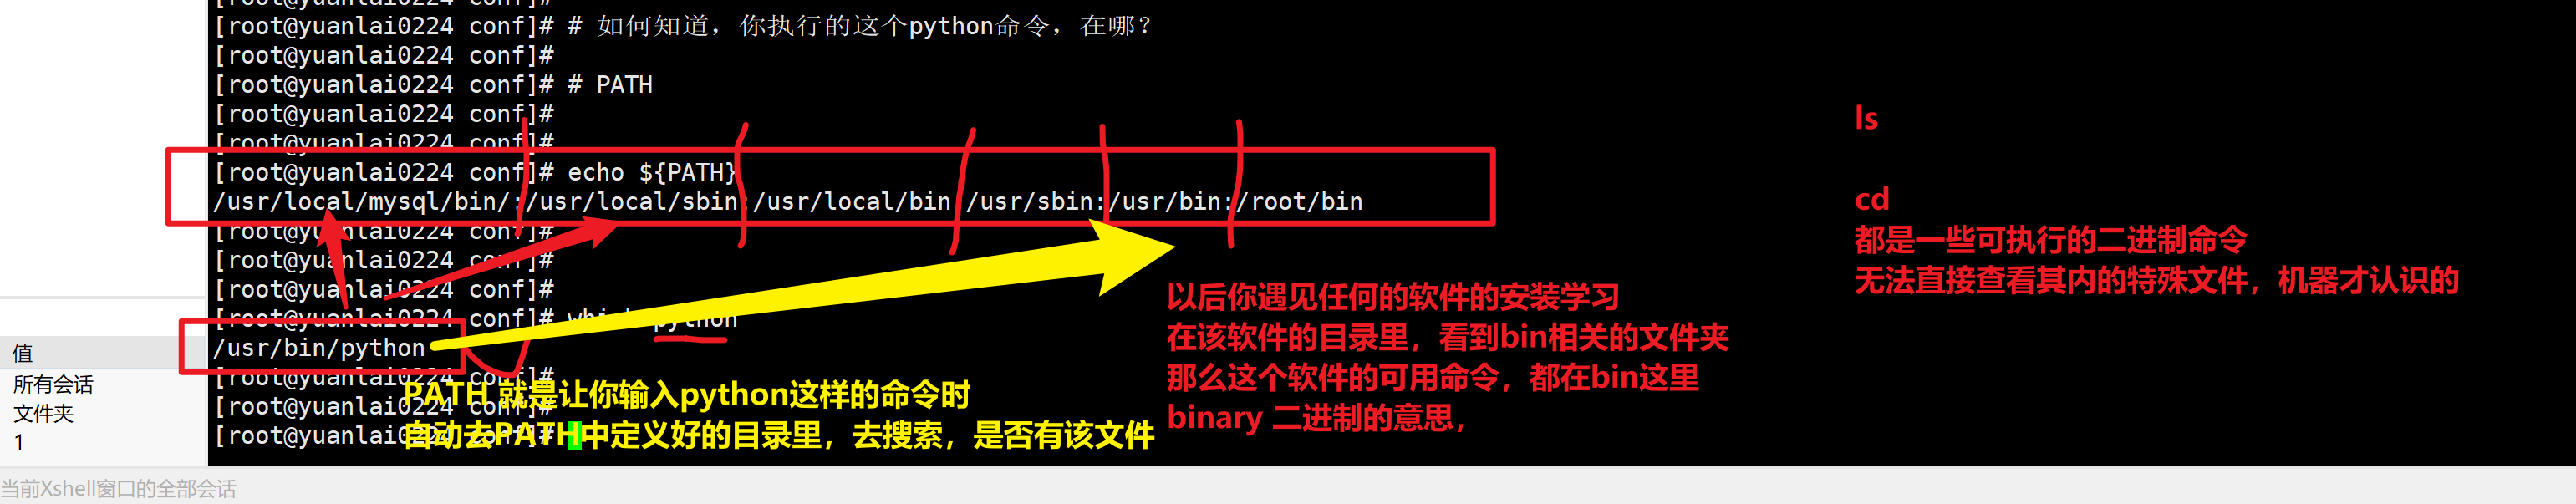 [root@yuanlai0224 conf]#
[root@yuanlai0224 conf]# # 如何知道，你执行的这个python命令，在哪？
[root@yuanlai0224 conf]#
[root@yuanlai0224 conf]# # PATH
[root@yuanlai0224 conf]#
[root@yuanlai0224 conf]#
[root@yuanlai0224 conf]# echo ${PATH}
/usr/local/mysql/bin/:/usr/local/sbin:/usr/local/bin:/usr/sbin:/usr/bin:/root/bin
[root@yuanlai0224 conf]#
[root@yuanlai0224 conf]#
[root@yuanlai0224 conf]#
[root@yuanlai0224 conf]# which python
/usr/bin/python
[root@yuanlai0224 conf]#
[root@yuanlai0224 conf]#
[root@yuanlai0224 conf]#
PATH 就是让你输入python这样的命令时
自动去PATH中定义好的目录里，去搜索，是否有该文件
以后你遇见任何的软件的安装学习
在该软件的目录里，看到bin相关的文件夹
那么这个软件的可用命令，都在bin这里
binary 二进制的意思，
ls
cd
都是一些可执行的二进制命令
无法直接查看其内的特殊文件，机器才认识的
值
所有会话
文件夹
1
当前Xshell窗口的全部会话